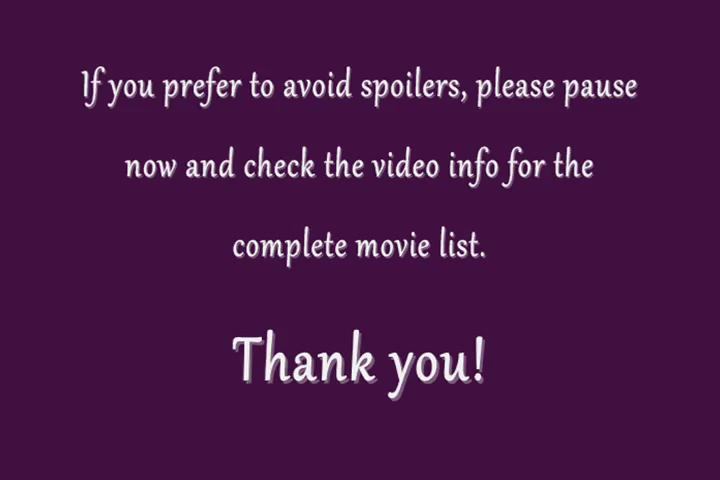 If you prefer to avoid spoilers, please pause
now and check the video info for the
complete movie list.
Thank you!